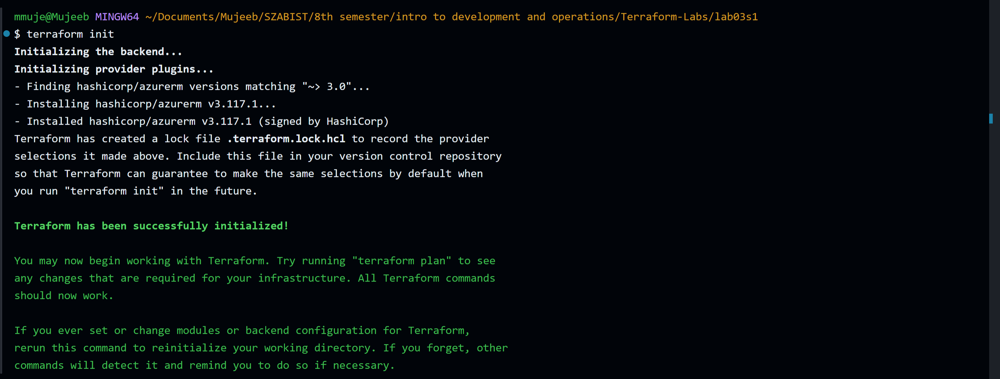 mmuje@Mujeeb MINGW64 ~/Documents/Mujeeb/SZABIST/8th semester/intro to development and operations/Terraform-Labs/lab03s1
$ terraform init
Initializing the backend...
Initializing provider plugins...
- Finding hashicorp/azurerm versions matching "~> 3.0"...
- Installing hashicorp/azurerm v3.117.1...
- Installed hashicorp/azurerm v3.117.1 (signed by HashiCorp)
Terraform has created a lock file .terraform.lock.hcl to record the provider
selections it made above. Include this file in your version control repository
so that Terraform can guarantee to make the same selections by default when
you run "terraform init" in the future.
Terraform has been successfully initialized!
You may now begin working with Terraform. Try running "terraform plan" to see
any changes that are required for your infrastructure. All Terraform commands
should now work.
If you ever set or change modules or backend configuration for Terraform,
rerun this command to reinitialize your working directory. If you forget, other
commands will detect it and remind you to do so if necessary.